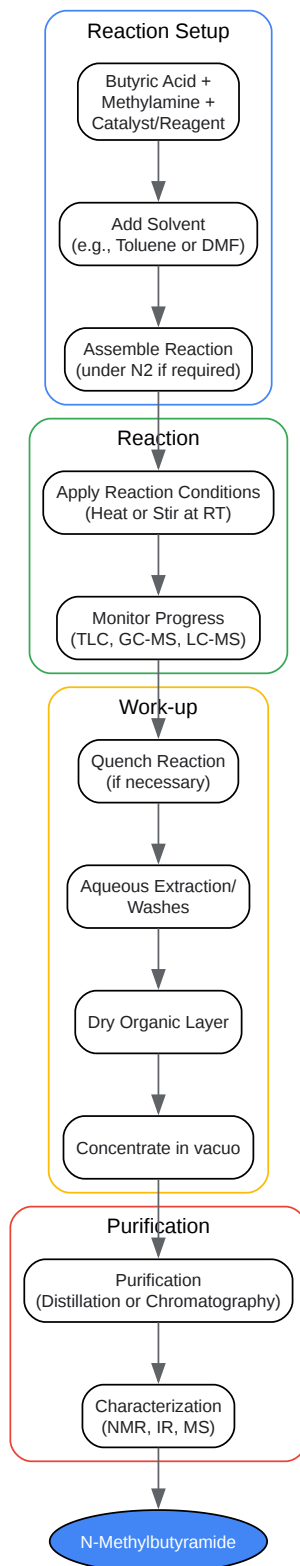 Reaction Setup
Butyric Acid +
Methylamine +
Catalyst/Reagent
Add Solvent
(e.g., Toluene or DMF)
Assemble Reaction
(under N2 if required)
Reaction
Apply Reaction Conditions
(Heat or Stir at RT)
Monitor Progress
(TLC, GC-MS, LC-MS)
Work-up
Quench Reaction
(if necessary)
Aqueous Extraction/
Washes
Dry Organic Layer
Concentrate in vacuo
Purification
Purification
(Distillation or Chromatography)
Characterization
(NMR, IR, MS)
N-Methylbutyramide